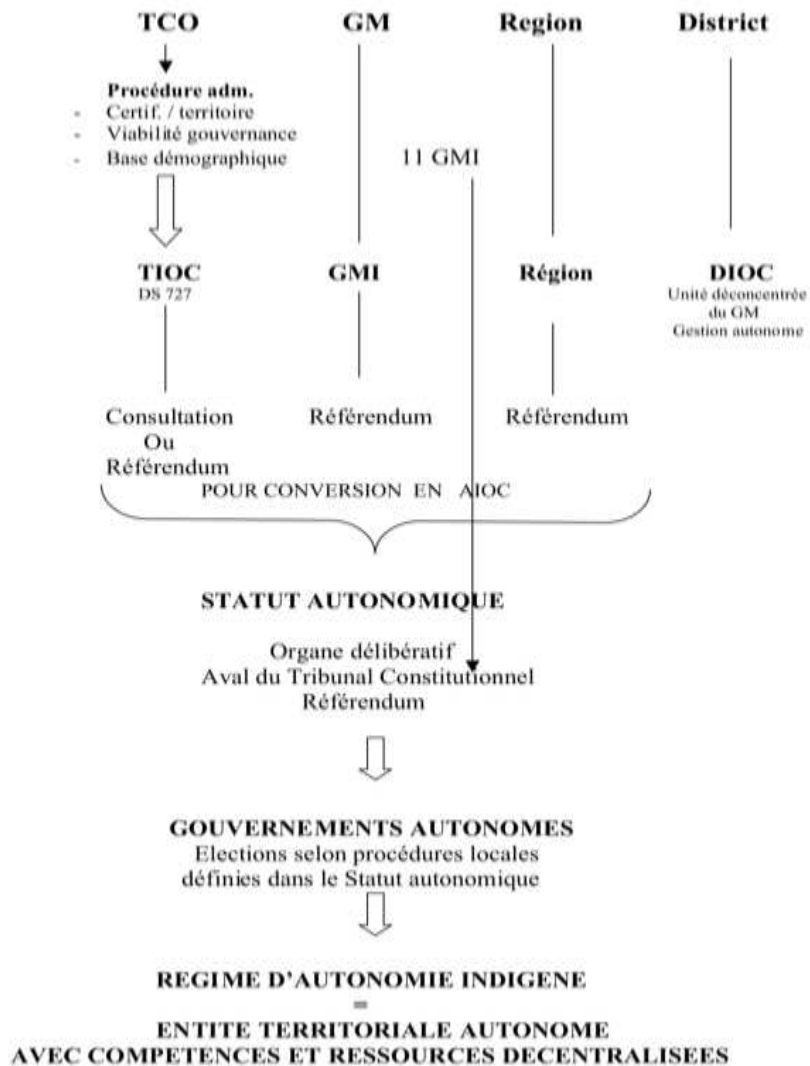 TCO GM Region District
Procédure adm.
- Certif. / territoire
- Viabilité gouvernance
- Base démographique
11 GMI
TIOC GMI Région DIOC
DS 727
Unité déconcentrée
du GM
Gestion autonome
Consultation
Ou
Référendum
Référendum
Référendum
POUR CONVERSION EN AIOC
STATUT AUTONOMIQUE
Organe délibératif
Aval du Tribunal Constitutionnel
Référendum
GOUVERNEMENTS AUTONOMES
Elections selon procédures locales
définies dans le Statut autonomique
REGIME D'AUTONOMIE INDIGENE
=
ENTITE TERRITORIALE AUTONOME
AVEC COMPETENCES ET RESSOURCES DECENTRALISEES